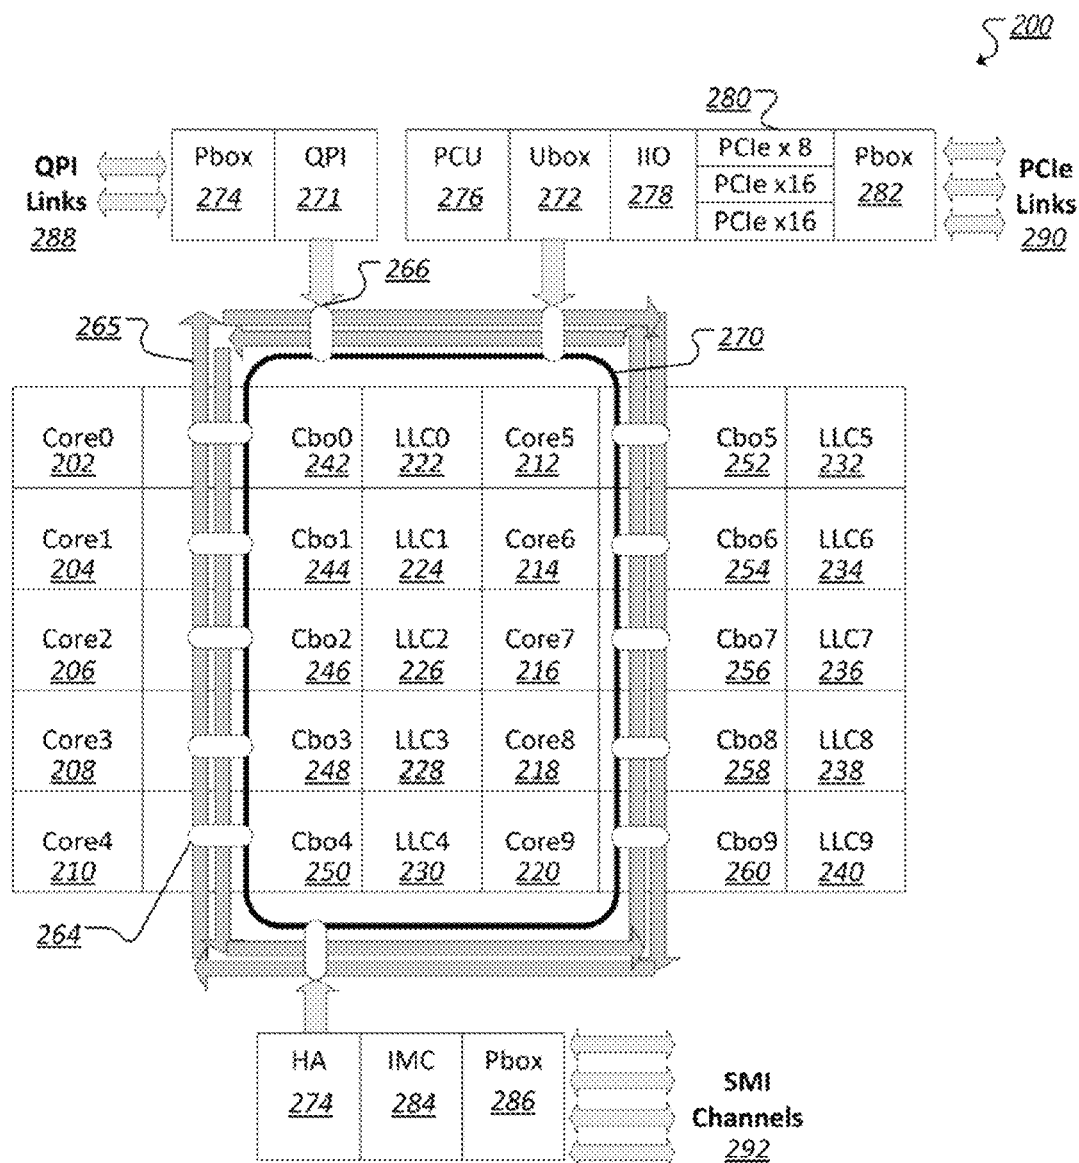 200
280
QPI
Links
288
Pbox
274
QPI
271
PCU
276
Ubox
272
IIO
278
PCIe x 8
PCIe x16
PCIe x16
Pbox
282
PCIe
Links
290
266
265
270
Core0 Cbo0 LLC0 Core5 Cbo5 LLC5
202 242 222 212 252 232
Core1 Cbo1 LLC1 Core6 Cbo6 LLC6
204 244 224 214 254 234
Core2 Cbo2 LLC2 Core7 Cbo7 LLC7
206 246 226 216 256 236
Core3 Cbo3 LLC3 Core8 Cbo8 LLC8
208 248 228 218 258 238
Core4 Cbo4 LLC4 Core9 Cbo9 LLC9
210 250 230 220 260 240
264
HA
274
IMC
284
Pbox
286
SMI
Channels
292